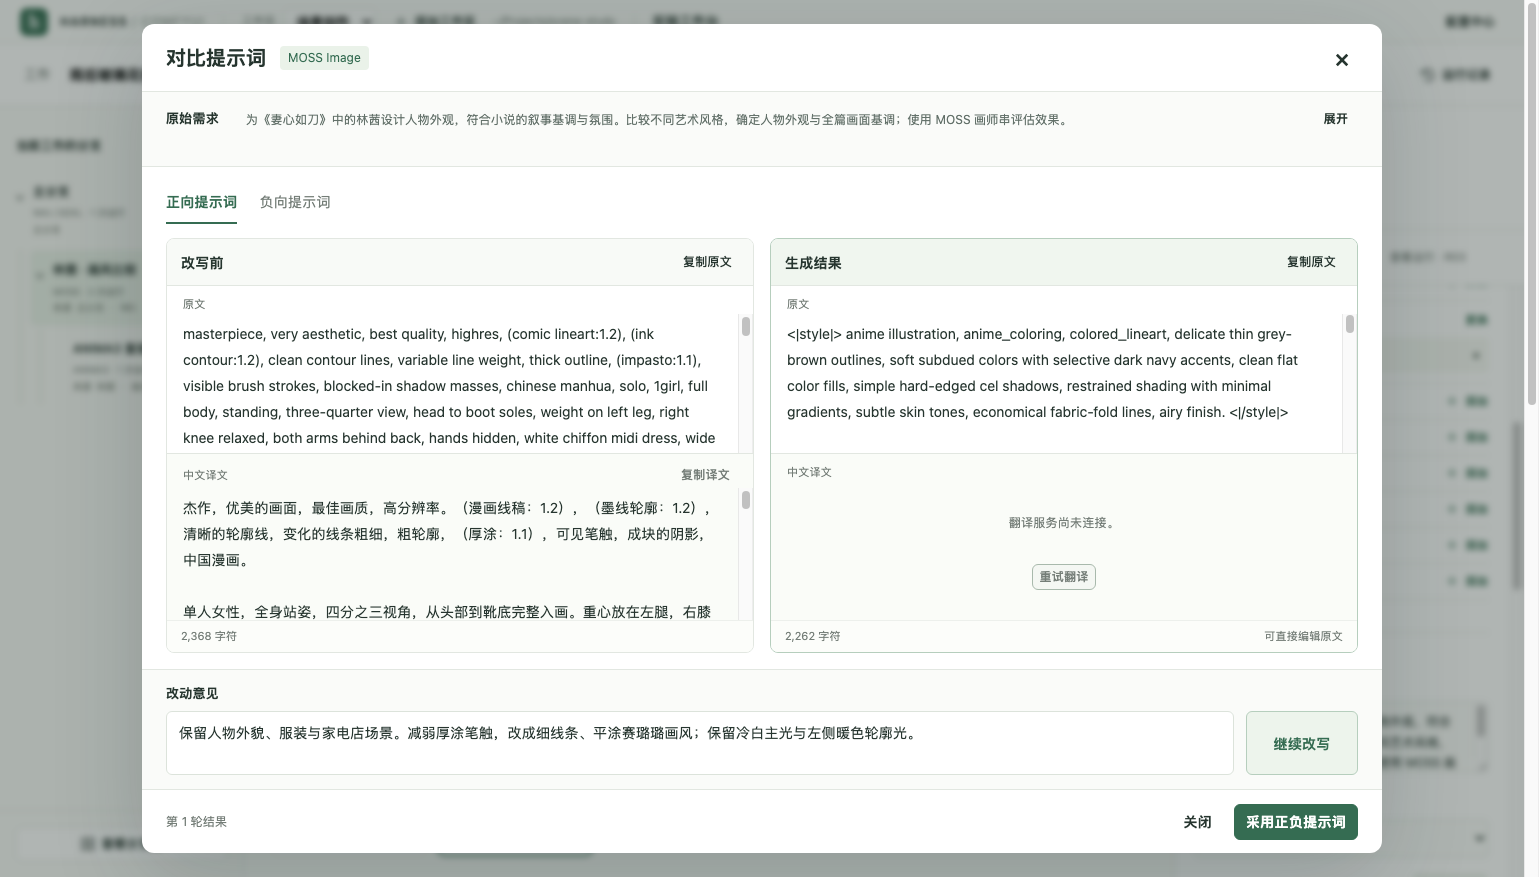 对比提示词 MOSS Image
原始需求 为《妻心如刀》中的林茜设计人物外观，符合小说的叙事基调与氛围。比较不同艺术风格，确定人物外观与全篇画面基调；使用 MOSS 画师串评估效果。 展开
正向提示词 负向提示词
改写前 复制原文
原文
masterpiece, very aesthetic, best quality, highres, (comic lineart:1.2), (ink
contour:1.2), clean contour lines, variable line weight, thick outline, (impasto:1.1),
visible brush strokes, blocked-in shadow masses, chinese manhua, solo, 1girl, full
body, standing, three-quarter view, head to boot soles, weight on left leg, right
knee relaxed, both arms behind back, hands hidden, white chiffon midi dress, wide
中文译文 复制译文
杰作，优美的画面，最佳画质，高分辨率。（漫画线稿：1.2），（墨线轮廓：1.2），
清晰的轮廓线，变化的线条粗细，粗轮廓，（厚涂：1.1），可见笔触，成块的阴影，
中国漫画。
单人女性，全身站姿，四分之三视角，从头部到靴底完整入画。重心放在左腿，右膝
2,368 字符
生成结果 复制原文
原文
<|style|> anime illustration, anime_coloring, colored_lineart, delicate thin grey-
brown outlines, soft subdued colors with selective dark navy accents, clean flat
color fills, simple hard-edged cel shadows, restrained shading with minimal
gradients, subtle skin tones, economical fabric-fold lines, airy finish. <|/style|>
中文译文
翻译服务尚未连接。
重试翻译
2,262 字符 可直接编辑原文
改动意见
保留人物外貌、服装与家电店场景。减弱厚涂笔触，改成细线条、平涂赛璐璐画风；保留冷白主光与左侧暖色轮廓光。
继续改写
第 1 轮结果 关闭 采用正负提示词